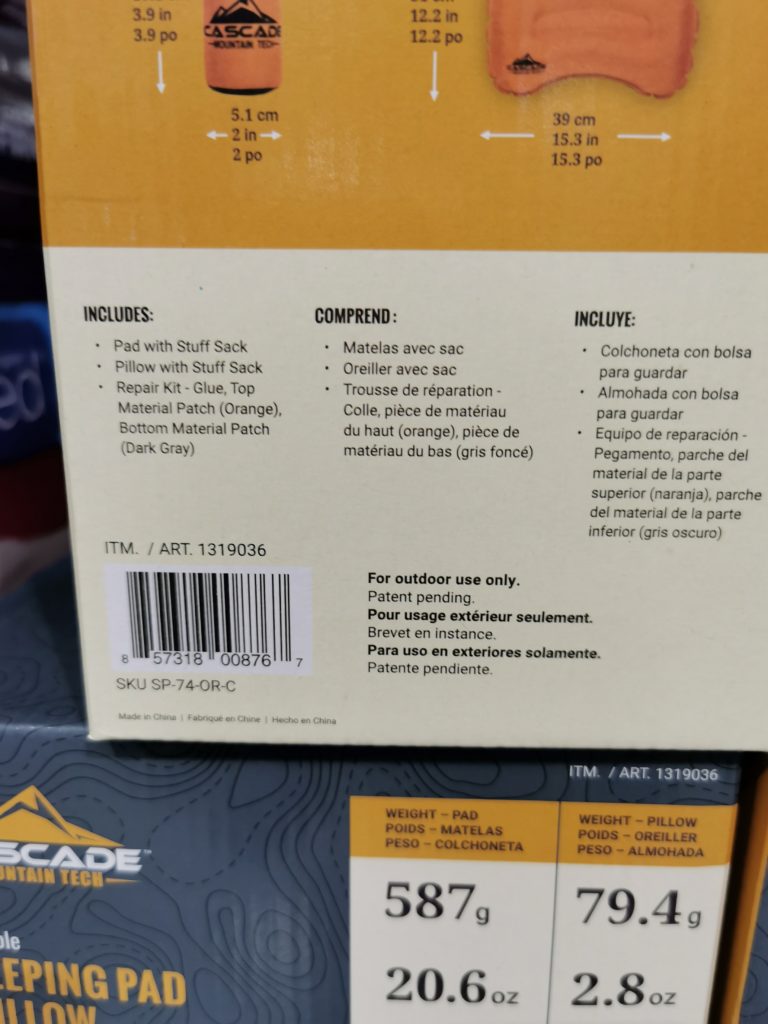 3.9 in
3.9 po
CASCADE
MOUNTAIN TECH
5.1 cm
2 in
2 po
12.2 in
12.2 po
39 cm
15.3 in
15.3 po
INCLUDES:
• Pad with Stuff Sack
• Pillow with Stuff Sack
• Repair Kit - Glue, Top
Material Patch (Orange),
Bottom Material Patch
(Dark Gray)
COMPREND:
• Matelas avec sac
• Oreiller avec sac
• Trousse de réparation -
Colle, pièce de matériau
du haut (orange), pièce de
matériau du bas (gris foncé)
INCLUYE:
• Colchoneta con bolsa
para guardar
• Almohada con bolsa
para guardar
• Equipo de reparación -
Pegamento, parche del
material de la parte
superior (naranja), parche
del material de la parte
inferior (gris oscuro)
ITM. / ART. 1319036
8 57318 00876 7
SKU SP-74-OR-C
Made in China | Fabriqué en Chine | Hecho en China
For outdoor use only.
Patent pending.
Pour usage extérieur seulement.
Brevet en instance.
Para uso en exteriores solamente.
Patente pendiente.
ed
ITM. / ART. 1319036
SCADE™
UNTAIN TECH
ble
EEPING PAD
ILLOW
WEIGHT – PAD
POIDS – MATELAS
PESO – COLCHONETA
587g
20.6oz
WEIGHT – PILLOW
POIDS – OREILLER
PESO – ALMOHADA
79.4g
2.8oz